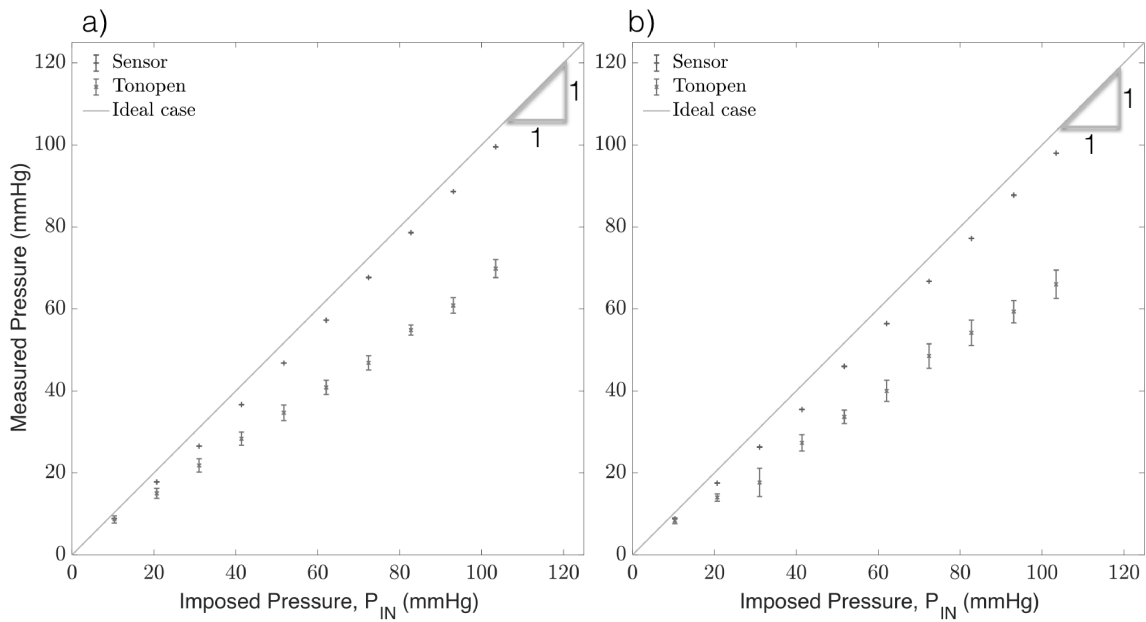 a)
120
100
80
60
40
20
0
Measured Pressure (mmHg)
Sensor
Tonopen
Ideal case
1
1
0 20 40 60 80 100 120
Imposed Pressure, P_IN (mmHg)
b)
120
100
80
60
40
20
0
Sensor
Tonopen
Ideal case
1
1
0 20 40 60 80 100 120
Imposed Pressure, P_IN (mmHg)